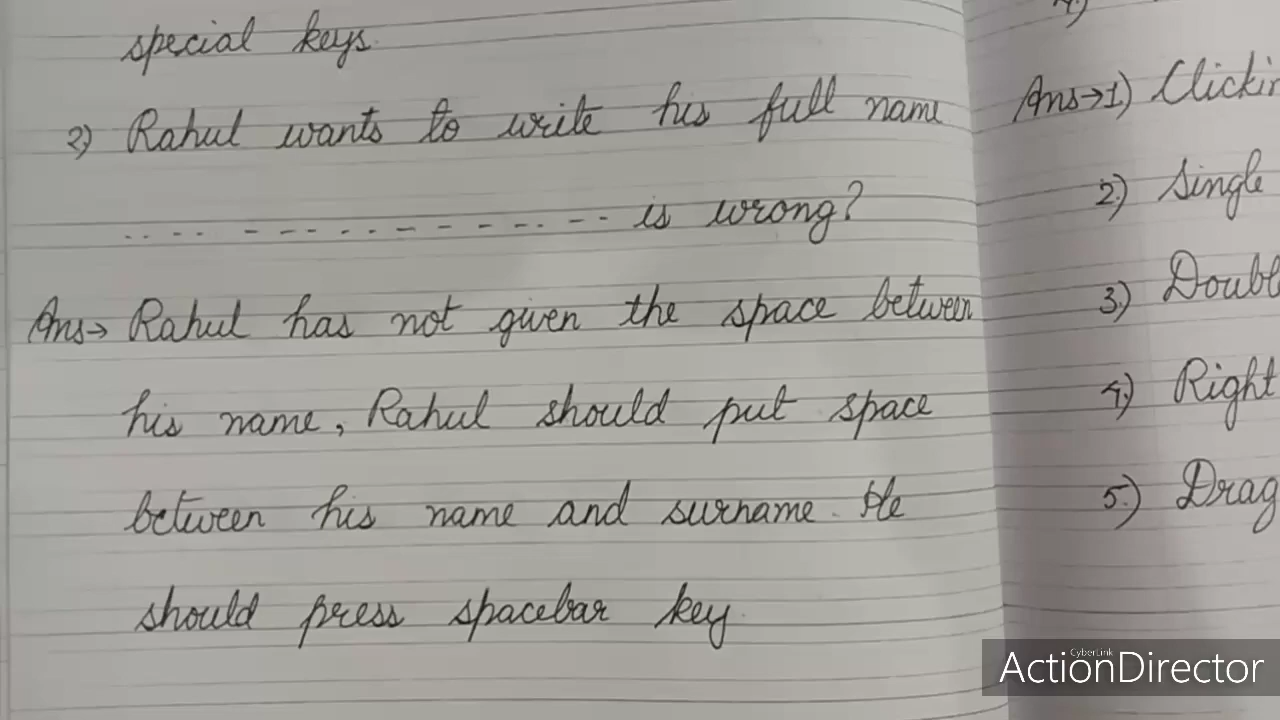 special keys.
2) Rahul wants to write his full name
.. -.. - - -.. - - - - -.. -- is wrong?
Ans→ Rahul has not given the space between
his name, Rahul should put space
between his name and surname. He
should press spacebar key.
4)
Ans→1)
2.) Single
3.)
4.) Right
5.) Drag
CyberLink
ActionDirector